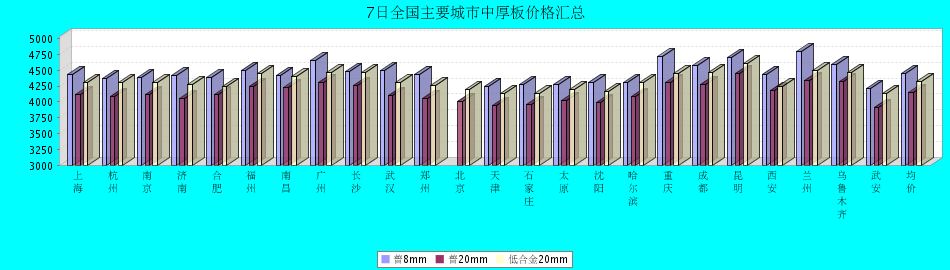 7日全国主要城市中厚板价格汇总
5000
4750
4500
4250
4000
3750
3500
3250
3000
上海
杭州
南京
济南
合肥
福州
南昌
广州
长沙
武汉
郑州
北京
天津
石家庄
太原
沈阳
哈尔滨
重庆
成都
昆明
西安
兰州
乌鲁木齐
武安
均价
普8mm 普20mm 低合金20mm